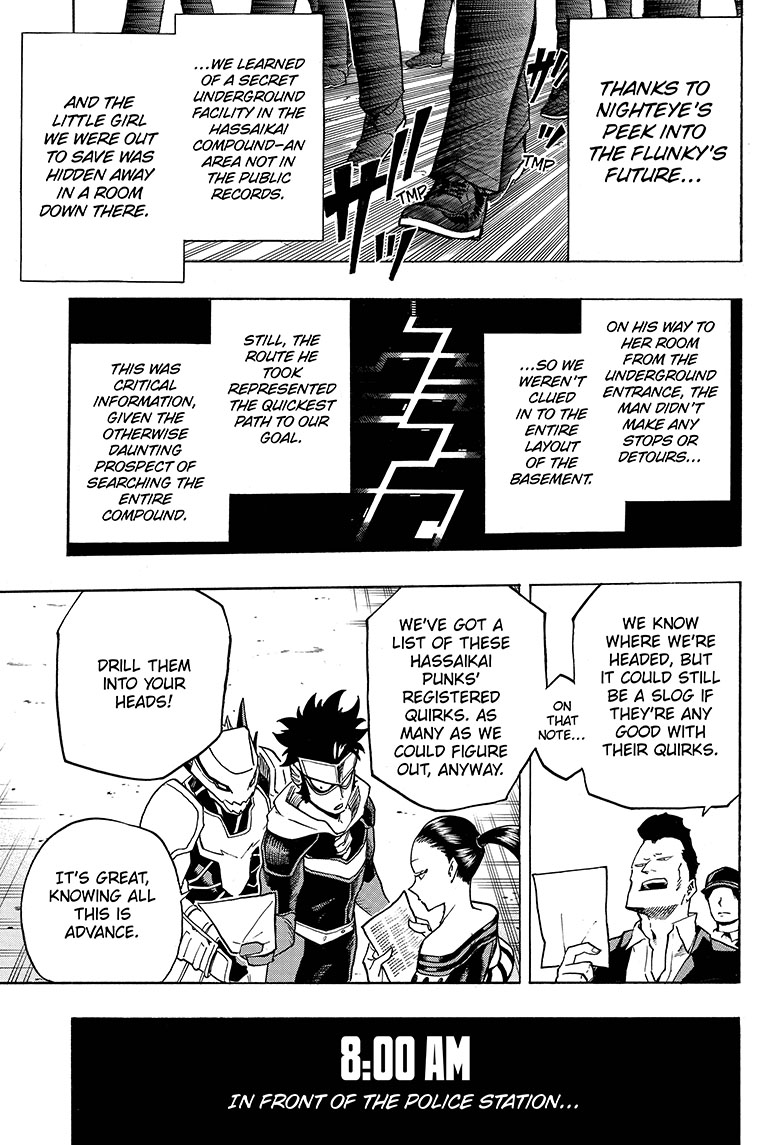 THANKS TO
NIGHTEYE'S
PEEK INTO
THE FLUNKY'S
FUTURE...
...WE LEARNED
OF A SECRET
UNDERGROUND
FACILITY IN THE
HASSAIKAI
COMPOUND—AN
AREA NOT IN
THE PUBLIC
RECORDS.
AND THE
LITTLE GIRL
WE WERE OUT
TO SAVE WAS
HIDDEN AWAY
IN A ROOM
DOWN THERE.
ザッ
TMP
ザッ
TMP
ON HIS WAY TO
HER ROOM
FROM THE
UNDERGROUND
ENTRANCE, THE
MAN DIDN'T
MAKE ANY
STOPS OR
DETOURS...
...SO WE
WEREN'T
CLUED
IN TO THE
ENTIRE
LAYOUT
OF THE
BASEMENT.
STILL, THE
ROUTE HE
TOOK
REPRESENTED
THE QUICKEST
PATH TO OUR
GOAL.
THIS WAS
CRITICAL
INFORMATION,
GIVEN THE
OTHERWISE
DAUNTING
PROSPECT OF
SEARCHING THE
ENTIRE
COMPOUND.
WE KNOW
WHERE WE'RE
HEADED, BUT
IT COULD STILL
BE A SLOG IF
THEY'RE ANY
GOOD WITH
THEIR QUIRKS.
ON
THAT
NOTE...
WE'VE GOT A
LIST OF THESE
HASSAIKAI
PUNKS'
REGISTERED
QUIRKS. AS
MANY AS WE
COULD FIGURE
OUT, ANYWAY.
DRILL THEM
INTO YOUR
HEADS!
IT'S GREAT,
KNOWING ALL
THIS IS
ADVANCE.
8:00 AM
IN FRONT OF THE POLICE STATION...